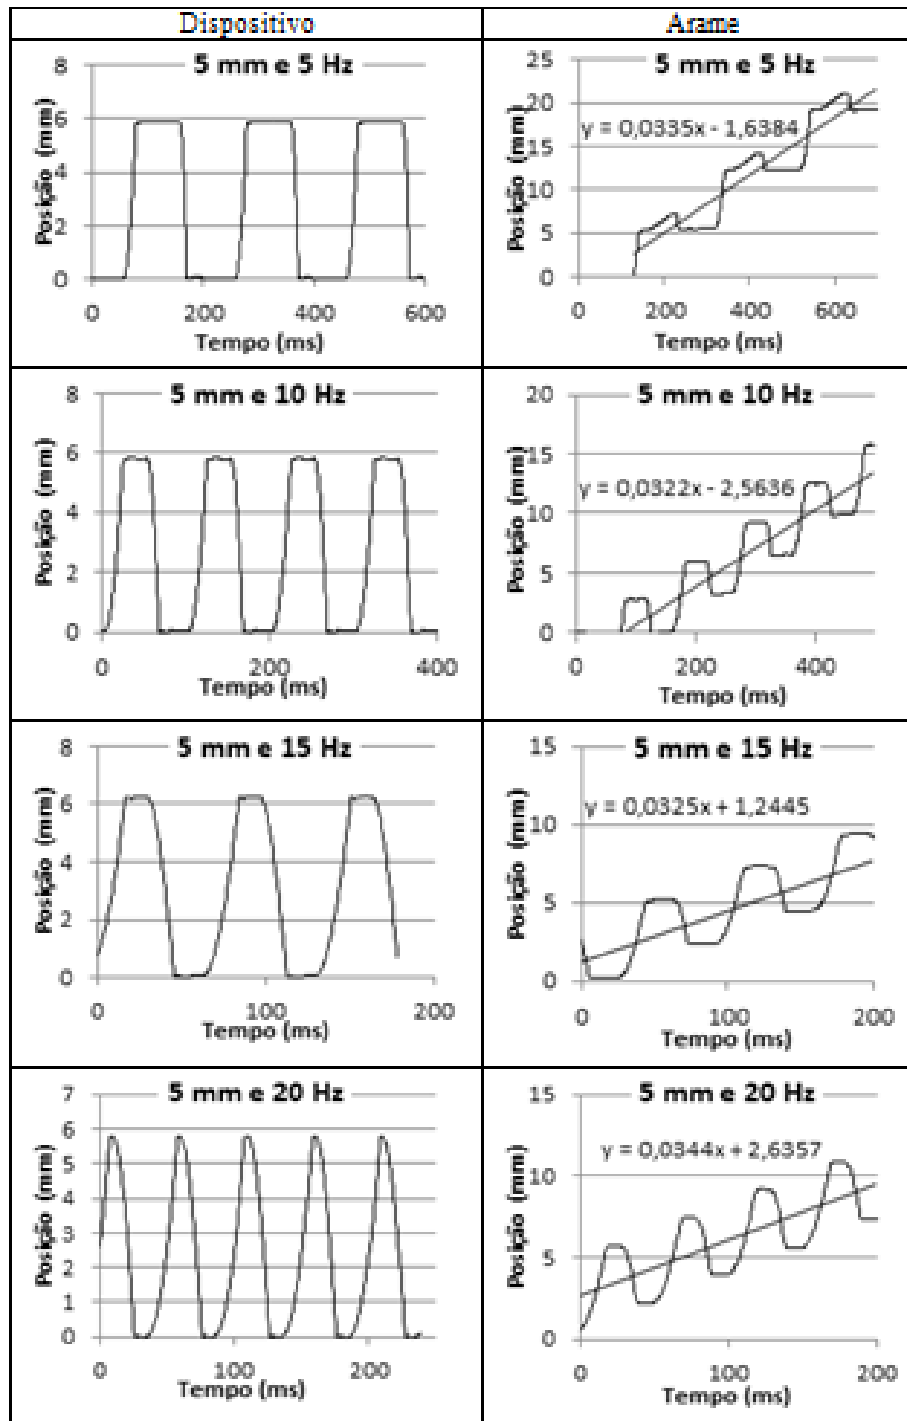 Dispositivo
Arame
5 mm e 5 Hz
8
6
4
2
0
Posição (mm)
0 200 400 600
Tempo (ms)
5 mm e 5 Hz
25
20
15
10
5
0
y = 0,0335x - 1,6384
Posição (mm)
0 200 400 600
Tempo (ms)
5 mm e 10 Hz
8
6
4
2
0
Posição (mm)
0 200 400
Tempo (ms)
5 mm e 10 Hz
20
15
10
5
0
y = 0,0322x - 2,5636
Posição (mm)
0 200 400
Tempo (ms)
5 mm e 15 Hz
8
6
4
2
0
Posição (mm)
0 100 200
Tempo (ms)
5 mm e 15 Hz
15
10
5
0
y = 0,0325x + 1,2445
Posição (mm)
0 100 200
Tempo (ms)
5 mm e 20 Hz
7
6
5
4
3
2
1
0
Posição (mm)
0 100 200
Tempo (ms)
5 mm e 20 Hz
15
10
5
0
y = 0,0344x + 2,6357
Posição (mm)
0 100 200
Tempo (ms)